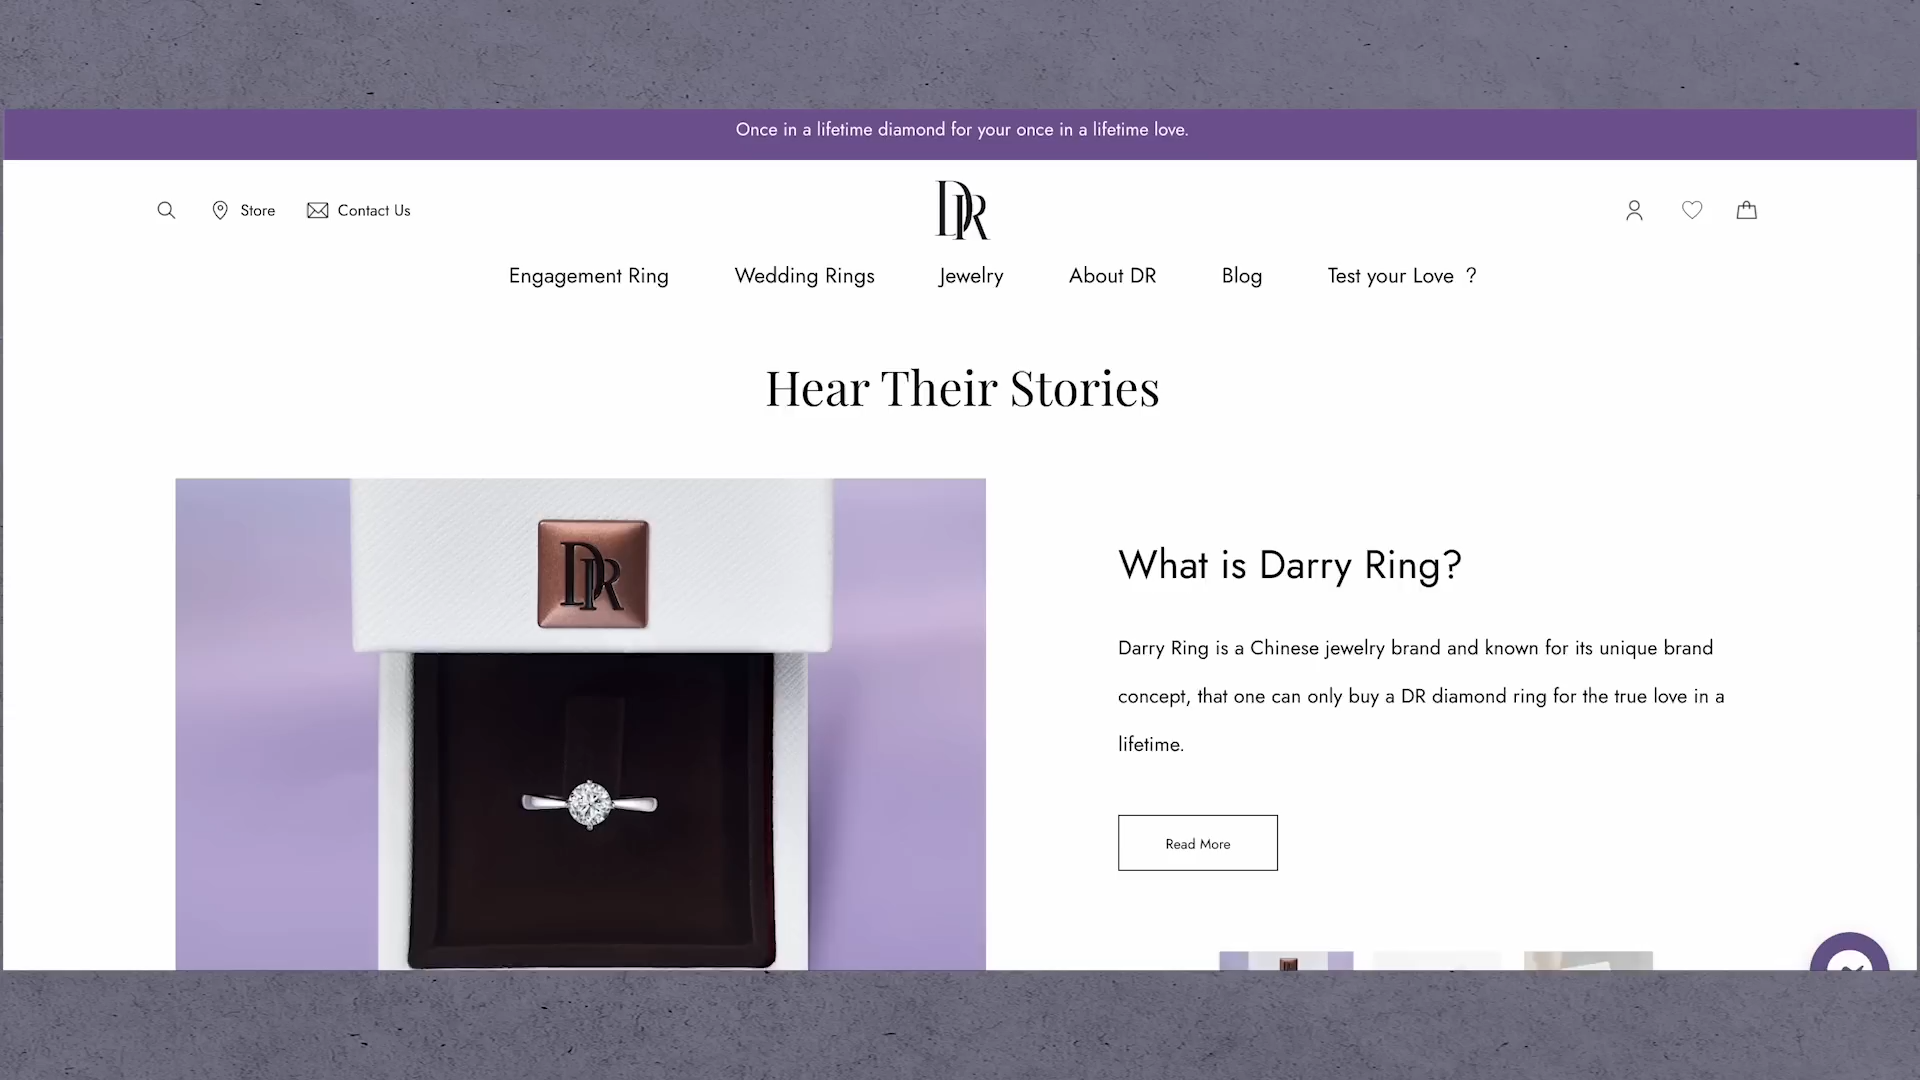 Once in a lifetime diamond for your once in a lifetime love.
Store
Contact Us
DR
Engagement Ring
Wedding Rings
Jewelry
About DR
Blog
Test your Love ?
Hear Their Stories
DR
What is Darry Ring?
Darry Ring is a Chinese jewelry brand and known for its unique brand
concept, that one can only buy a DR diamond ring for the true love in a
lifetime.
Read More